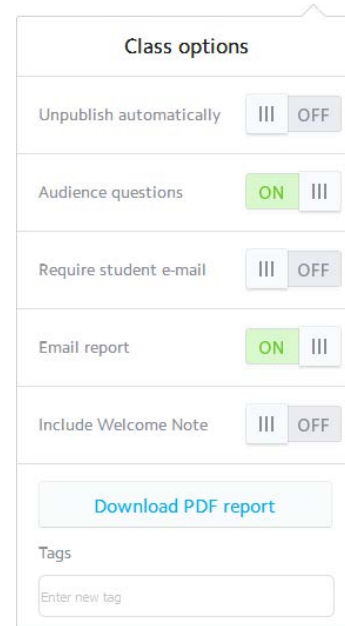 Class options
Unpublish automatically OFF
Audience questions ON
Require student e-mail OFF
Email report ON
Include Welcome Note OFF
Download PDF report
Tags
Enter new tag